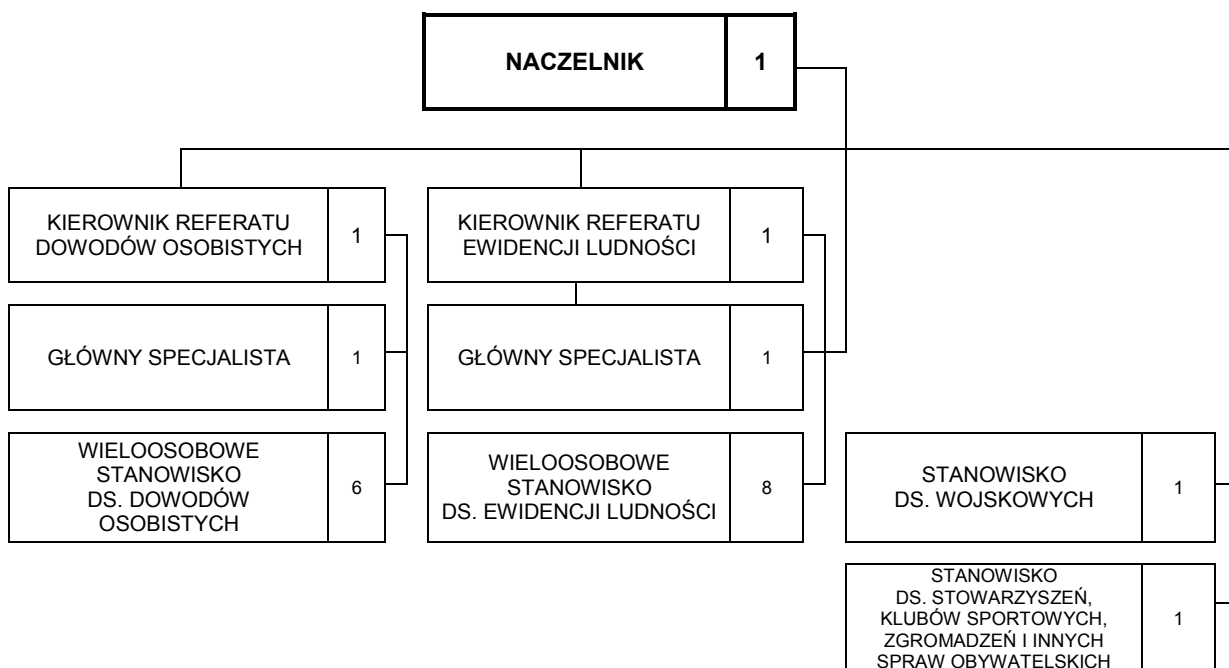 NACZELNIK 1
KIEROWNIK REFERATU
DOWODÓW OSOBISTYCH
1
KIEROWNIK REFERATU
EWIDENCJI LUDNOŚCI
1
GŁÓWNY SPECJALISTA 1
GŁÓWNY SPECJALISTA 1
WIELOOSOBOWE
STANOWISKO
DS. DOWODÓW
OSOBISTYCH
6
WIELOOSOBOWE
STANOWISKO
DS. EWIDENCJI LUDNOŚCI
8
STANOWISKO
DS. WOJSKOWYCH
1
STANOWISKO
DS. STOWARZYSZEŃ,
KLUBÓW SPORTOWYCH,
ZGROMADZEŃ I INNYCH
SPRAW OBYWATELSKICH
1